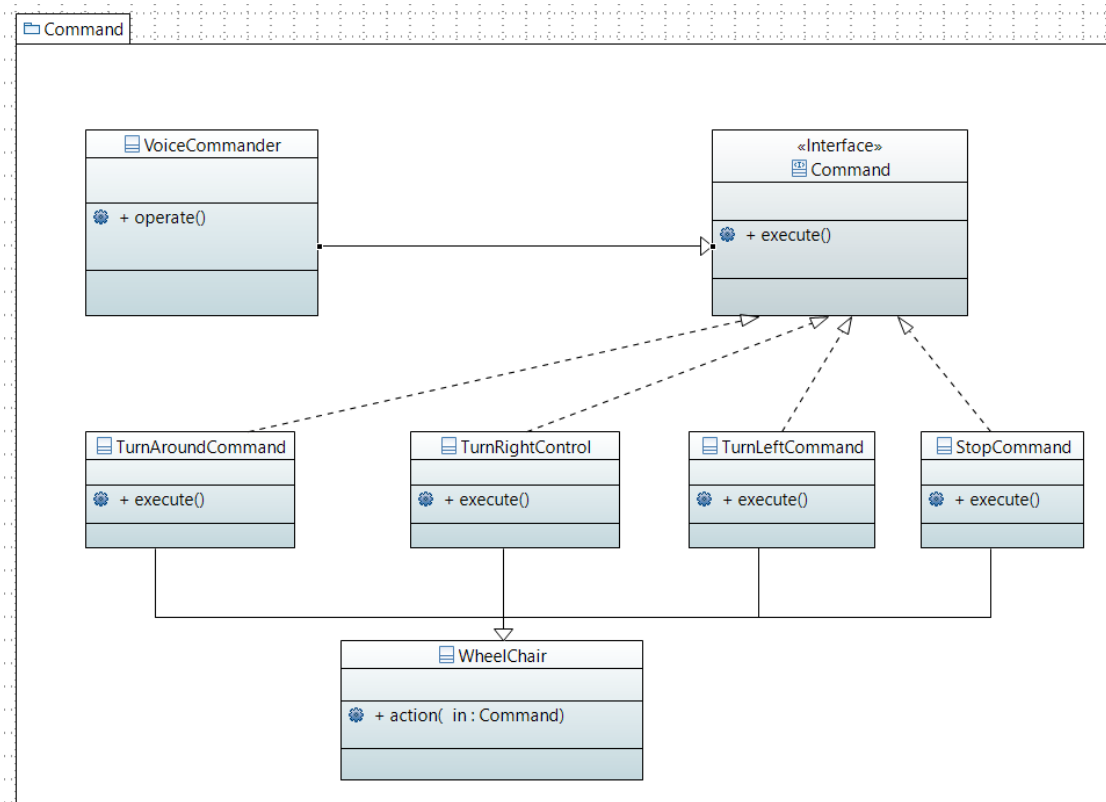 Command
VoiceCommander
+ operate()
«Interface»
Command
+ execute()
TurnAroundCommand
+ execute()
TurnRightControl
+ execute()
TurnLeftCommand
+ execute()
StopCommand
+ execute()
WheelChair
+ action(  in : Command)